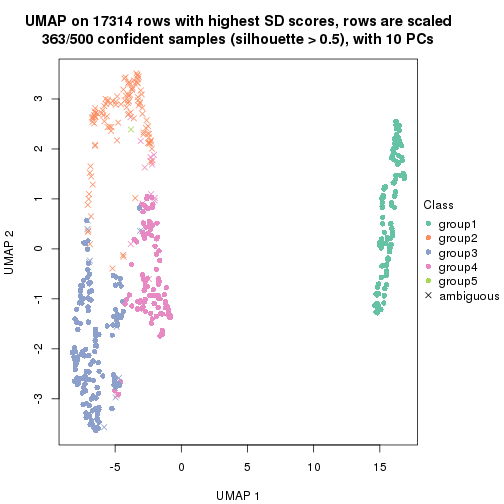 UMAP on 17314 rows with highest SD scores, rows are scaled
363/500 confident samples (silhouette > 0.5), with 10 PCs
3
2
1
0
-1
-2
-3
UMAP 2
-5
0
5
10
15
UMAP 1
Class
group1
group2
group3
group4
group5
ambiguous